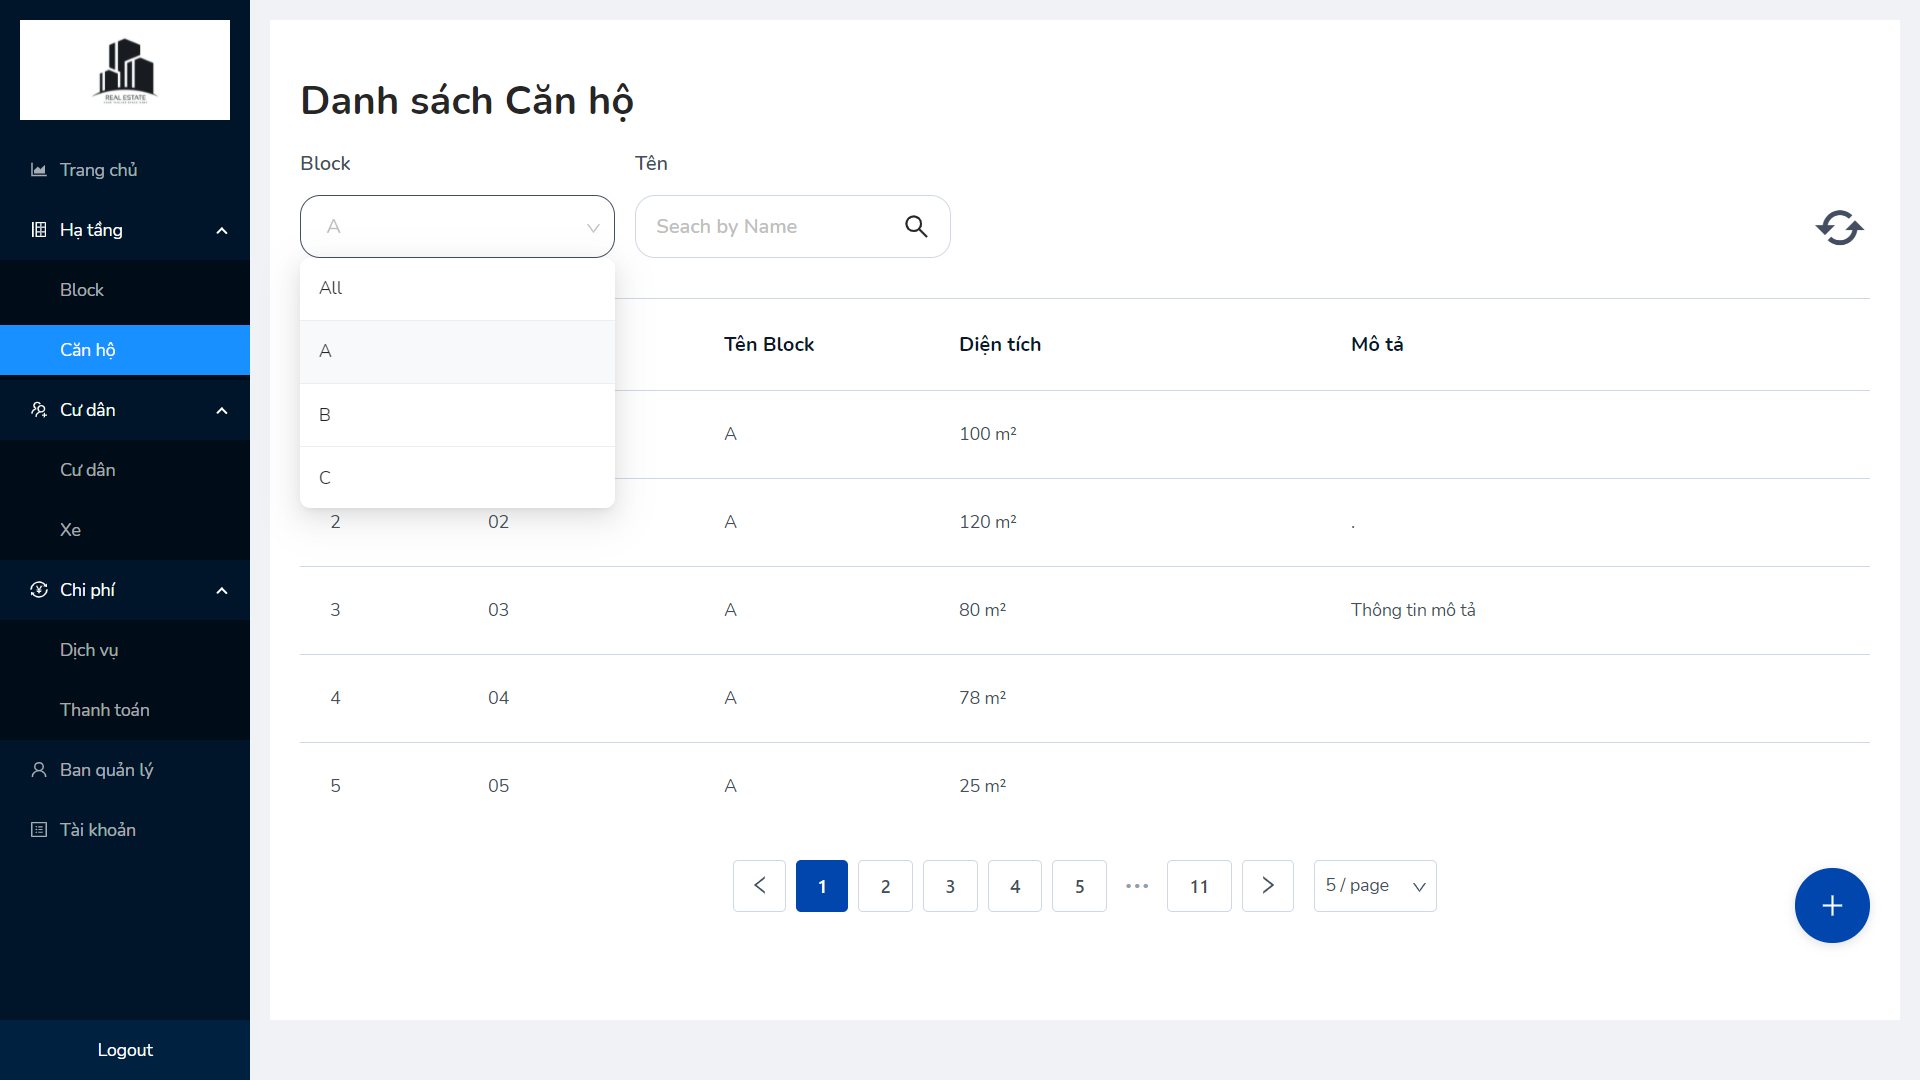 REAL ESTATE
Trang chủ
Hạ tầng
Block
Căn hộ
Cư dân
Cư dân
Xe
Chi phí
Dịch vụ
Thanh toán
Ban quản lý
Tài khoản
Logout
Danh sách Căn hộ
Block
Tên
A
Seach by Name
All
A
B
C
Tên Block
Diện tích
Mô tả
A
100 m²
2
02
A
120 m²
.
3
03
A
80 m²
Thông tin mô tả
4
04
A
78 m²
5
05
A
25 m²
1
2
3
4
5
•••
11
5 / page